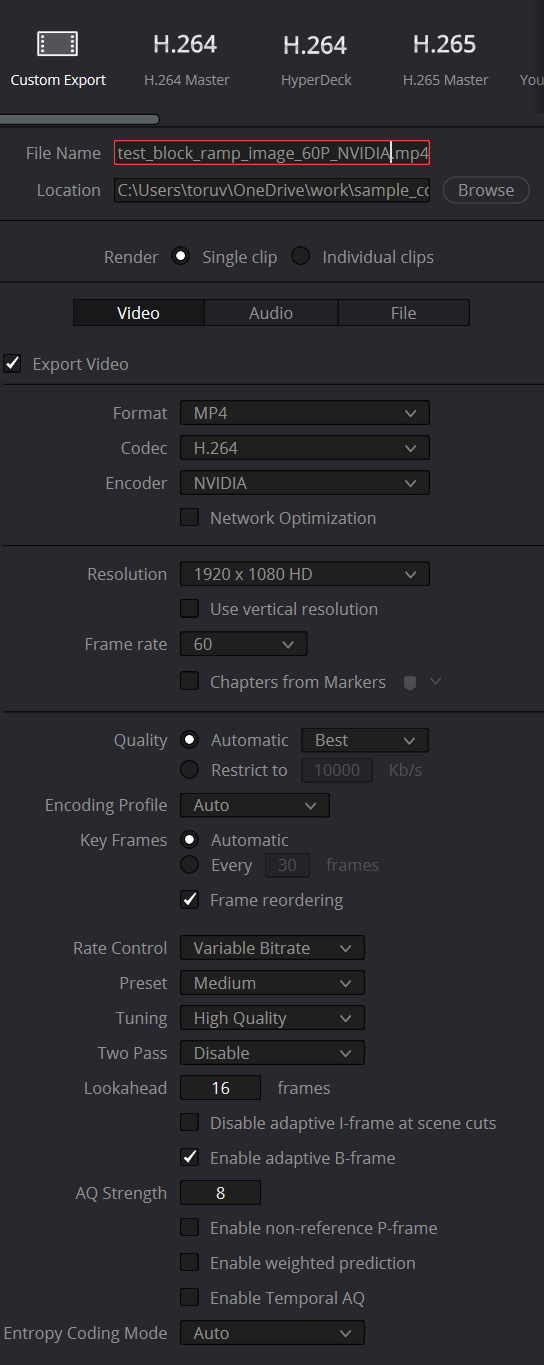 H.264 H.264 H.265
Custom Export H.264 Master HyperDeck H.265 Master You
File Name test_block_ramp_image_60P_NVIDIA.mp4
Location C:\Users\toruv\OneDrive\work\sample_co Browse
Render Single clip Individual clips
Video Audio File
Export Video
Format MP4
Codec H.264
Encoder NVIDIA
Network Optimization
Resolution 1920 x 1080 HD
Use vertical resolution
Frame rate 60
Chapters from Markers
Quality Automatic Best
Restrict to 10000 Kb/s
Encoding Profile Auto
Key Frames Automatic
Every 30 frames
Frame reordering
Rate Control Variable Bitrate
Preset Medium
Tuning High Quality
Two Pass Disable
Lookahead 16 frames
Disable adaptive I-frame at scene cuts
Enable adaptive B-frame
AQ Strength 8
Enable non-reference P-frame
Enable weighted prediction
Enable Temporal AQ
Entropy Coding Mode Auto